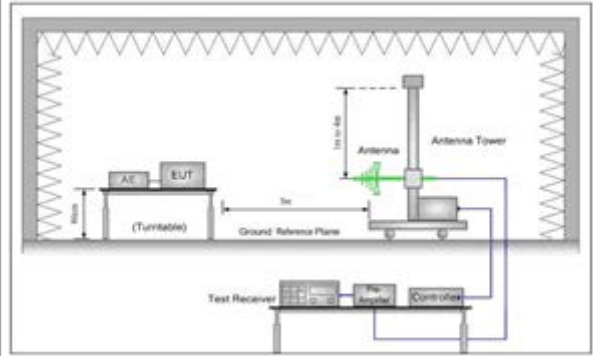 1m to 4m
Antenna
Antenna Tower
AE
EUT
80cm
3m
(Turntable)
Ground Reference Plane
Test Receiver
Pre
Amplifier
Controller